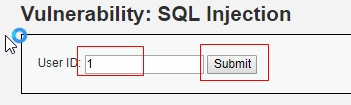 Vulnerability: SQL Injection
User ID: 1 Submit